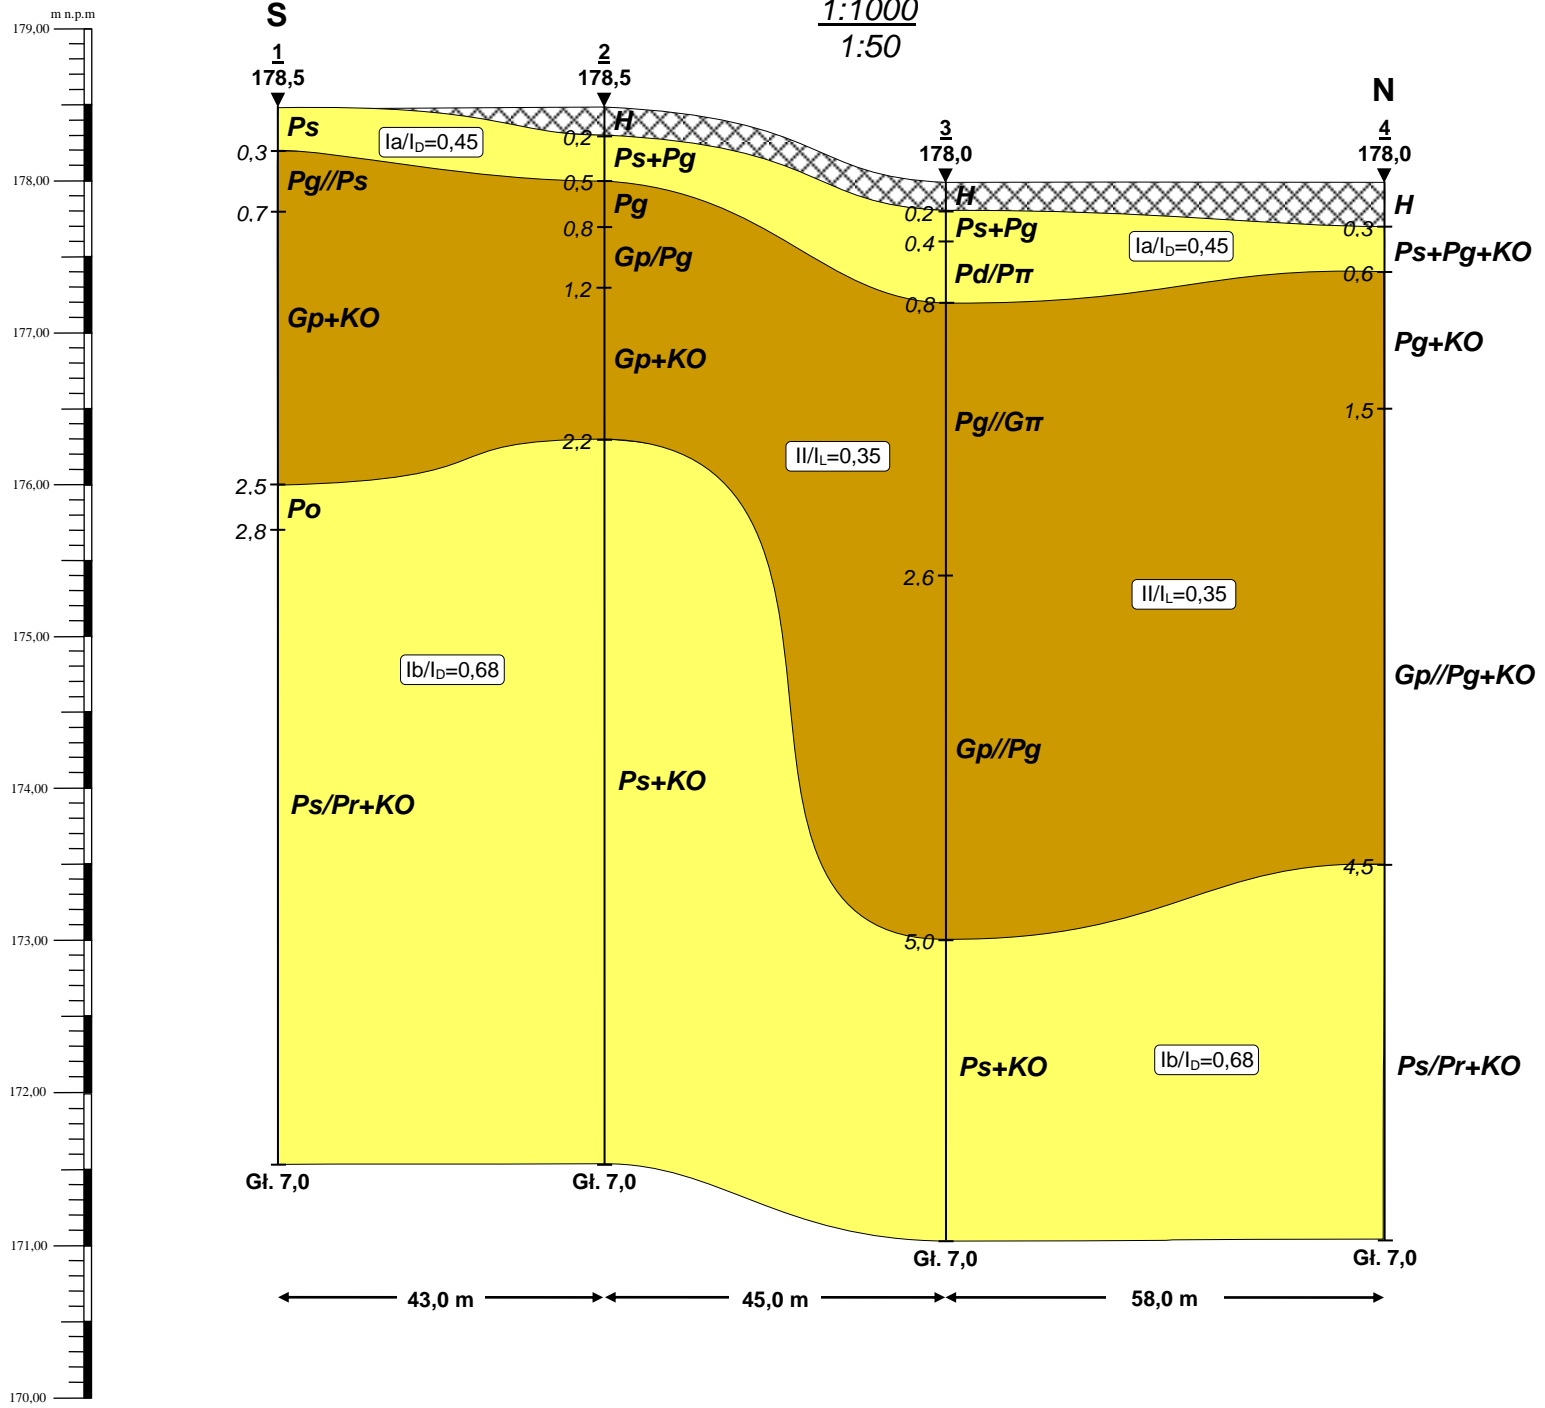 m n.p.m
179,00
178,00
177,00
176,00
175,00
174,00
173,00
172,00
171,00
170,00
1:1000
1:50
S
1
178,5
Ps
0,3
Pg//Ps
0,7
Gp+KO
2,5
Po
2,8
Ps/Pr+KO
Gł. 7,0
Ia/ID=0,45
Ib/ID=0,68
2
178,5
H
0,2
Ps+Pg
0,5
Pg
0,8
Gp/Pg
1,2
Gp+KO
2,2
Ps+KO
Gł. 7,0
II/IL=0,35
3
178,0
H
0.2
Ps+Pg
0.4
Pd/Pπ
0,8
Pg//Gπ
2.6
Gp//Pg
5,0
Ps+KO
Gł. 7,0
Ia/ID=0,45
II/IL=0,35
Ib/ID=0,68
N
4
178,0
H
0.3
Ps+Pg+KO
0,6
Pg+KO
1,5
Gp//Pg+KO
4,5
Ps/Pr+KO
Gł. 7,0
43,0 m
45,0 m
58,0 m